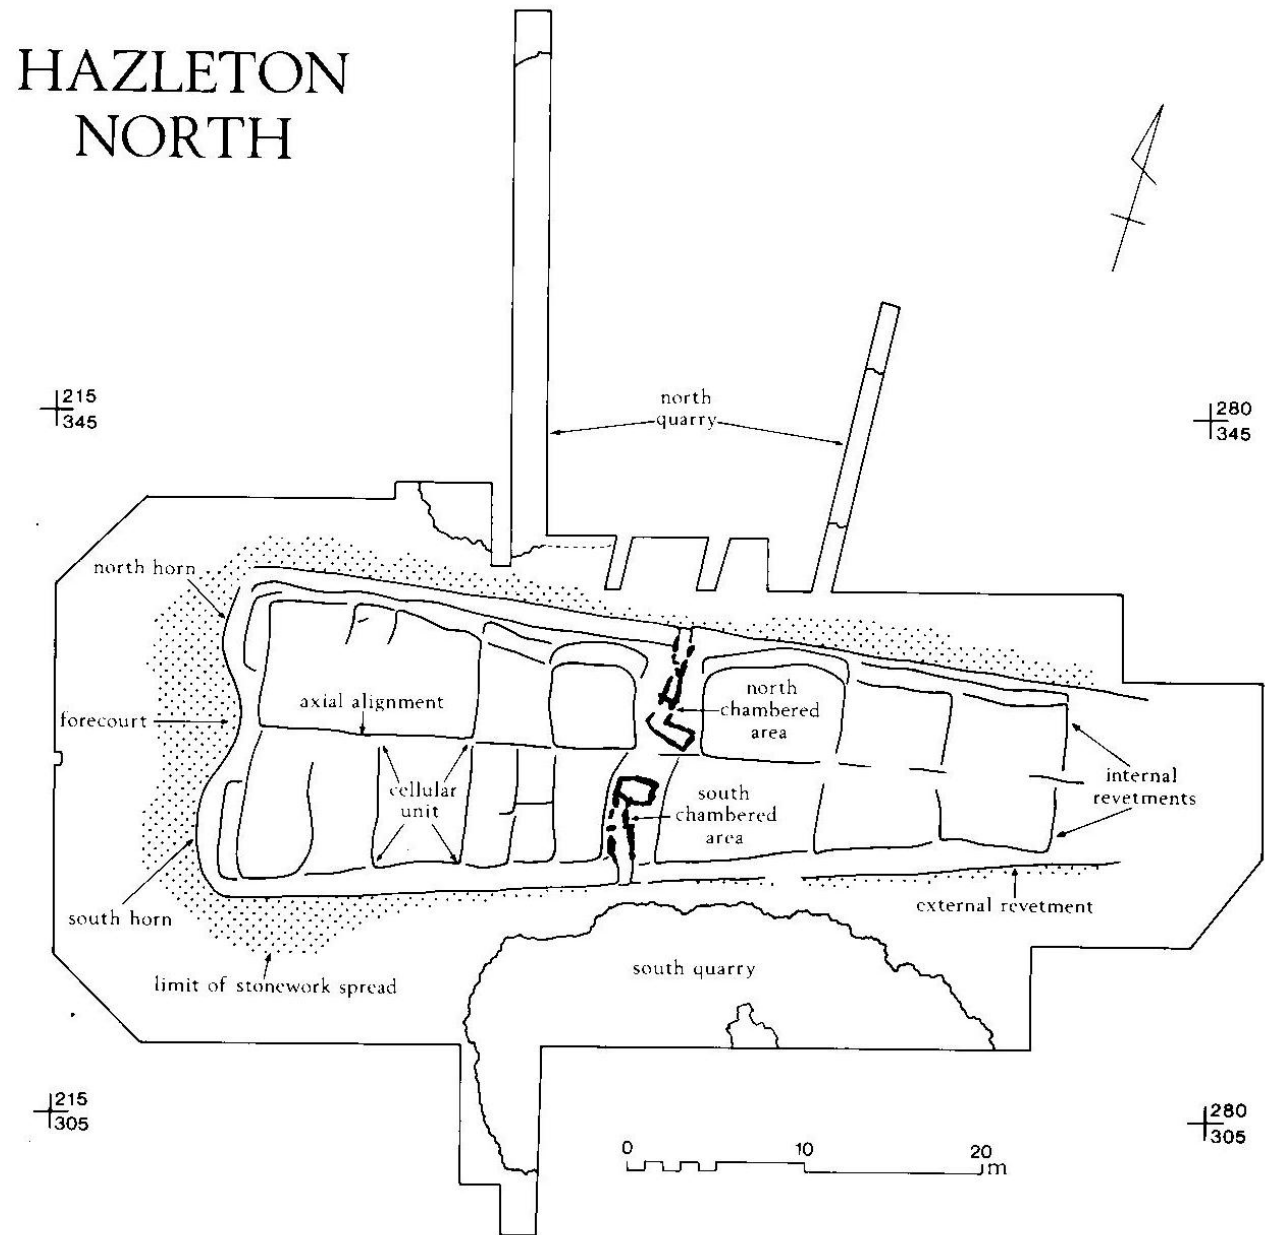 HAZLETON
NORTH
north
quarry
215
345
280
345
north horn
axial alignment
north
chambered
area
forecourt
cellular
unit
south
chambered
area
internal
revetments
south horn
external revetment
limit of stonework spread
south quarry
215
305
280
305
0 10 20
m